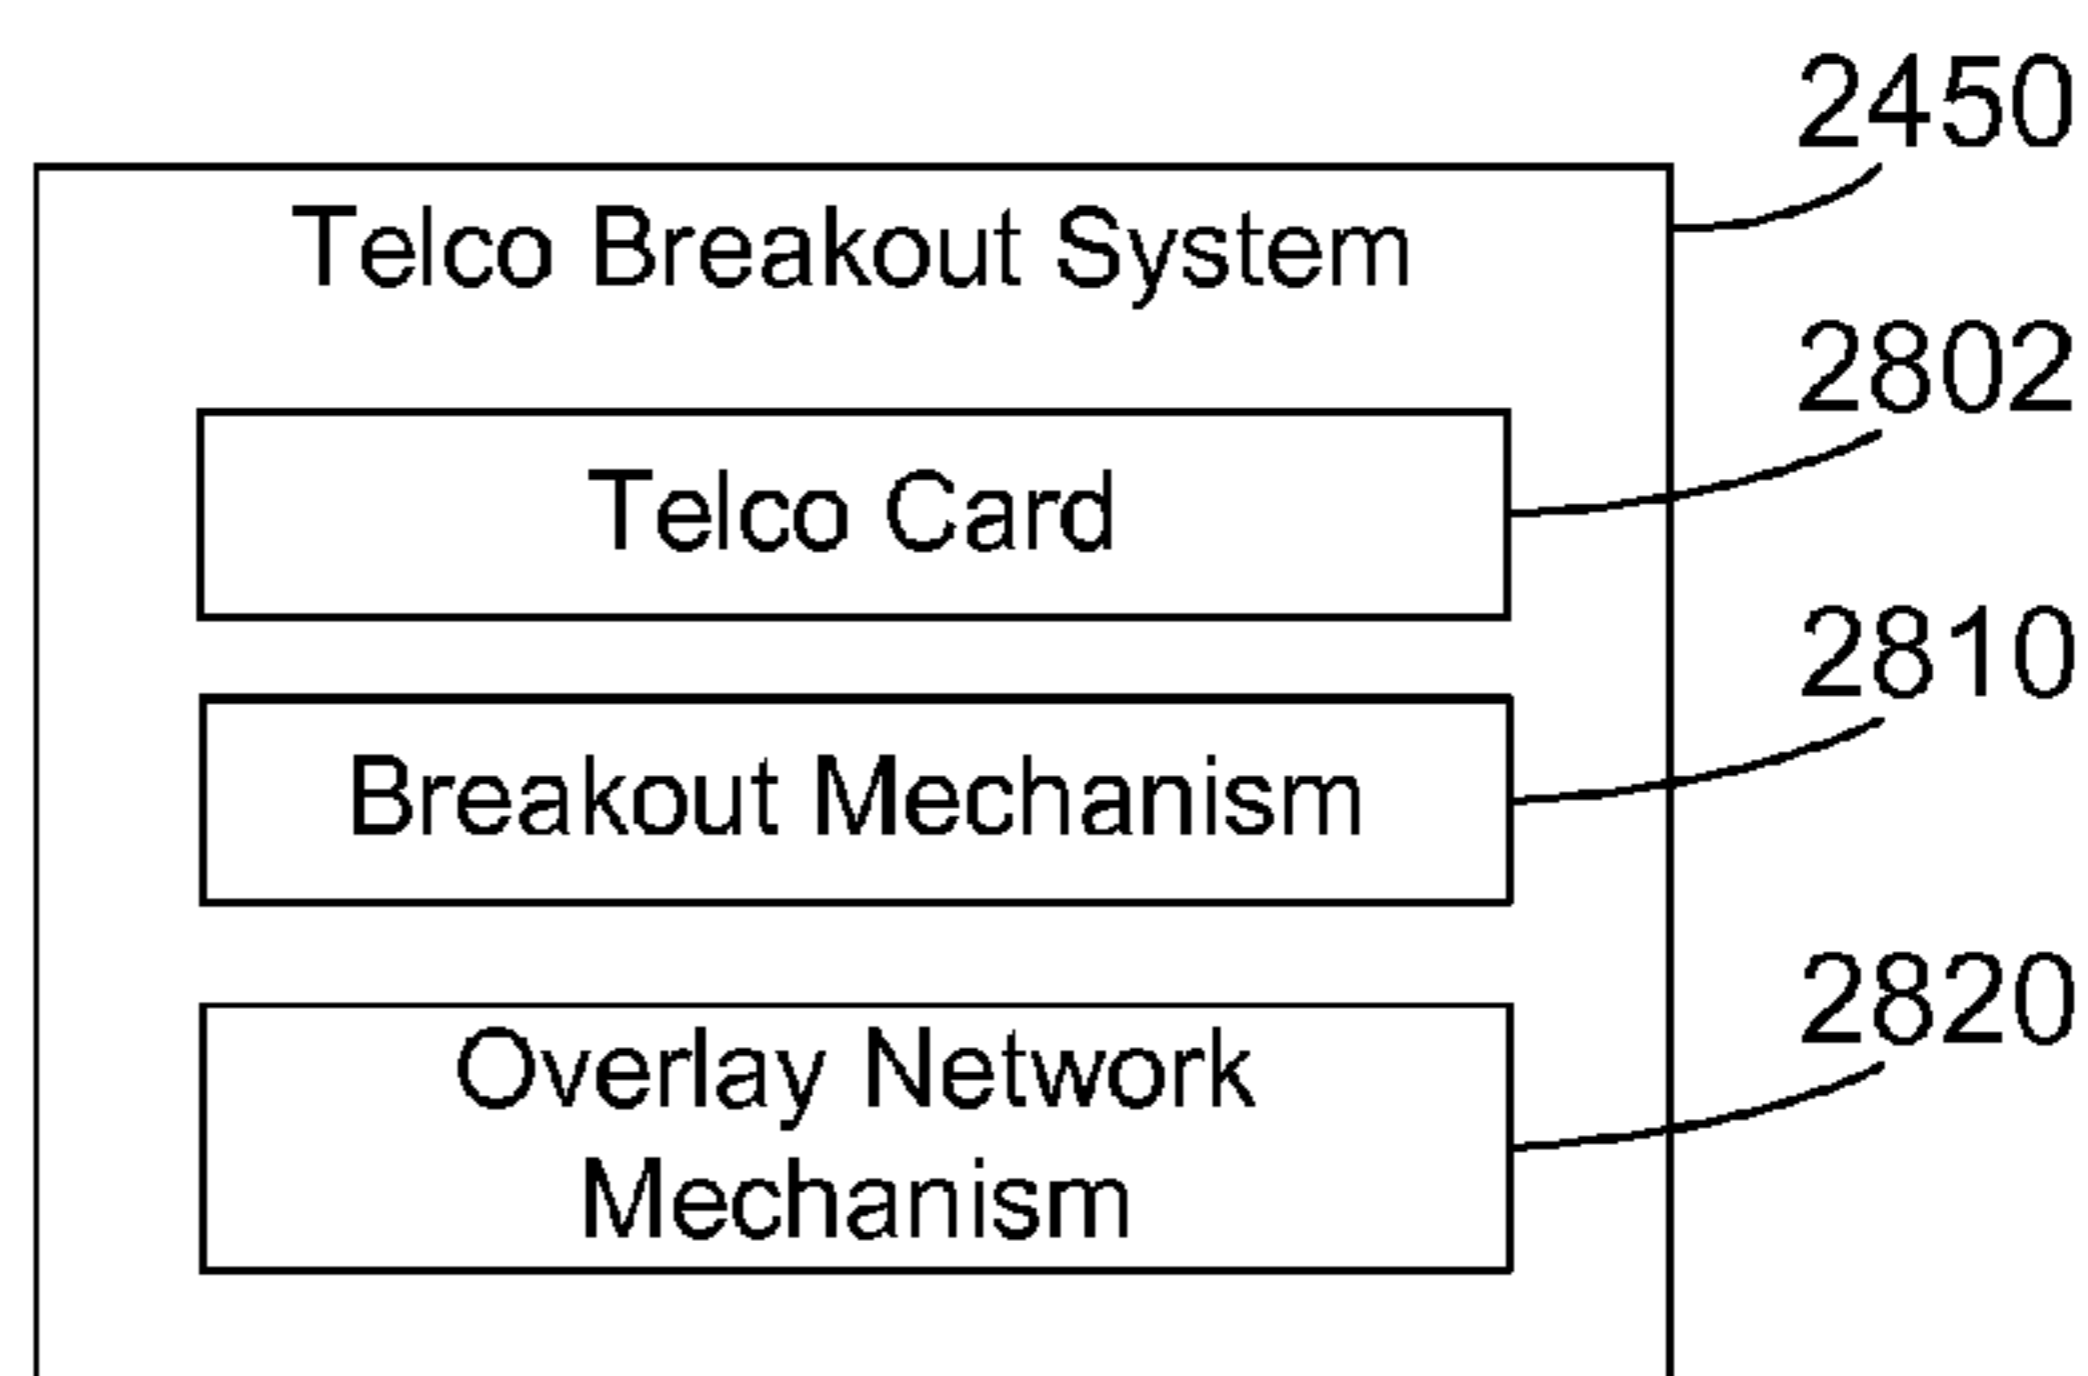 2450
Telco Breakout System
2802
Telco Card
2810
Breakout Mechanism
2820
Overlay Network
Mechanism